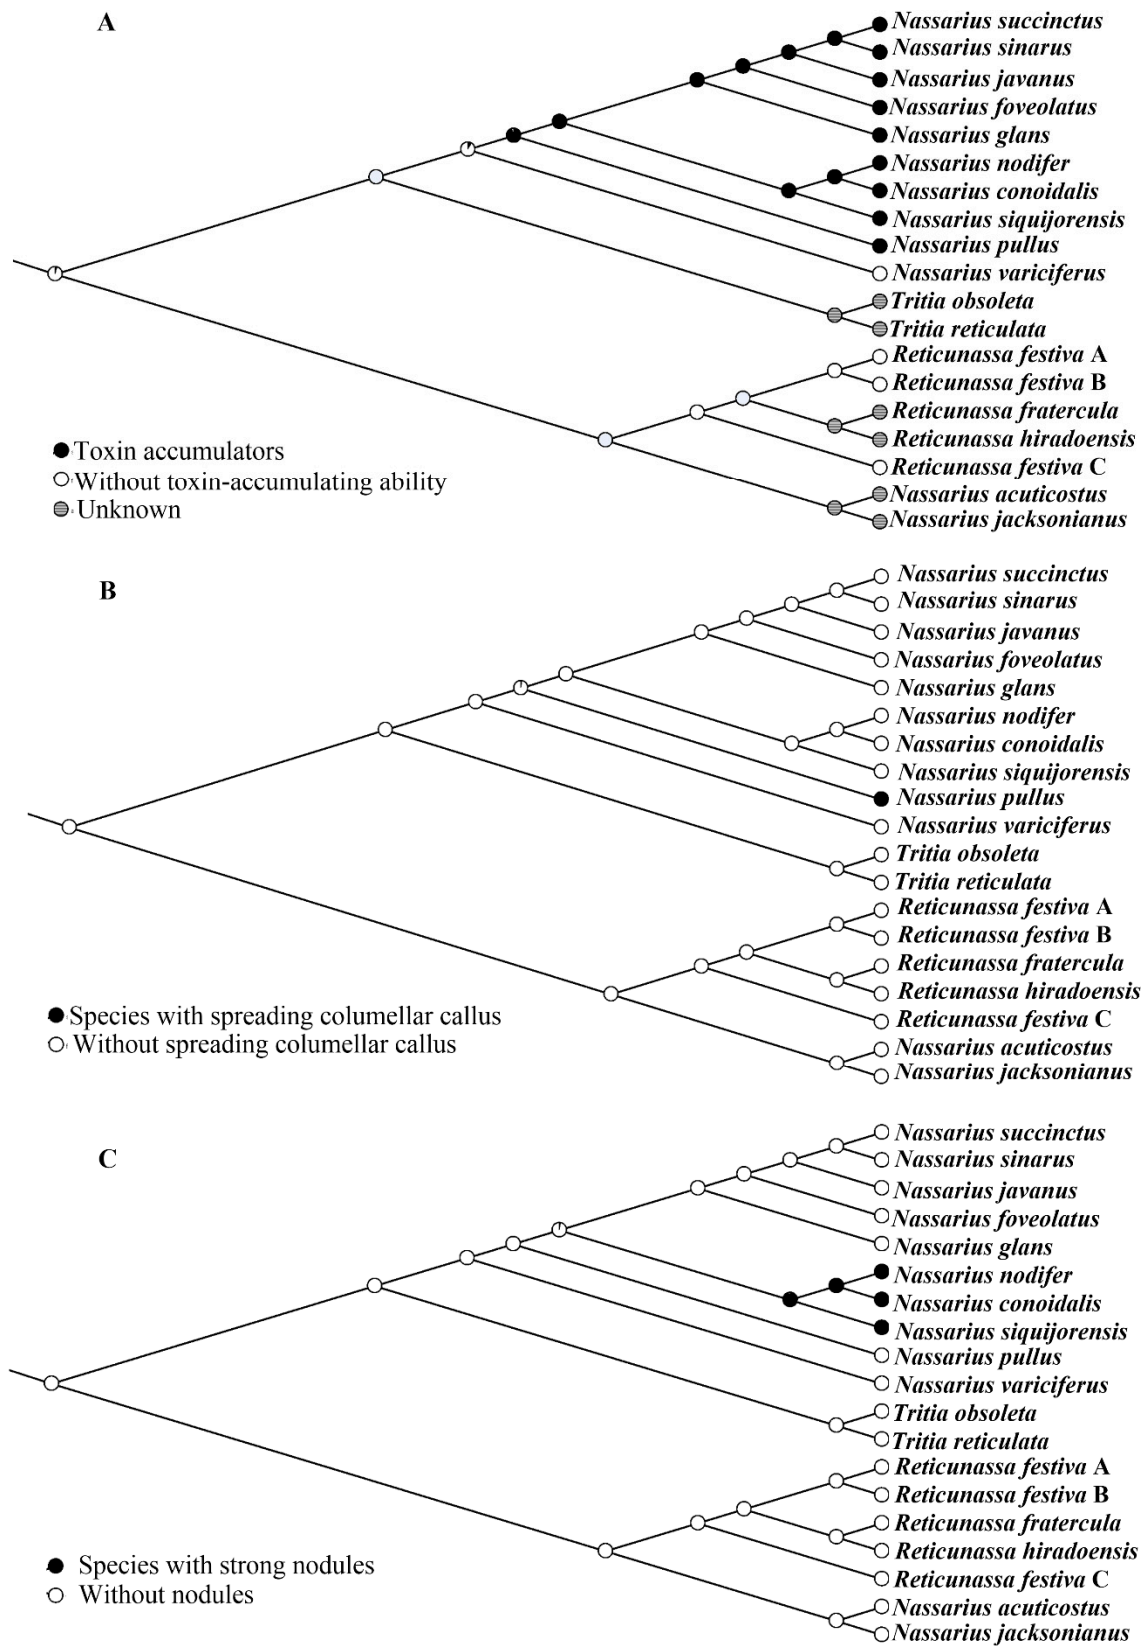 A
Nassarius succinctus
Nassarius sinarus
Nassarius javanus
Nassarius foveolatus
Nassarius glans
Nassarius nodifer
Nassarius conoidalis
Nassarius siquijorensis
Nassarius pullus
Nassarius variciferus
Tritia obsoleta
Tritia reticulata
Reticunassa festiva A
Reticunassa festiva B
Reticunassa fratercula
Reticunassa hiradoensis
Reticunassa festiva C
Nassarius acuticostus
Nassarius jacksonianus
Toxin accumulators
Without toxin-accumulating ability
Unknown
B
Nassarius succinctus
Nassarius sinarus
Nassarius javanus
Nassarius foveolatus
Nassarius glans
Nassarius nodifer
Nassarius conoidalis
Nassarius siquijorensis
Nassarius pullus
Nassarius variciferus
Tritia obsoleta
Tritia reticulata
Reticunassa festiva A
Reticunassa festiva B
Reticunassa fratercula
Reticunassa hiradoensis
Reticunassa festiva C
Nassarius acuticostus
Nassarius jacksonianus
Species with spreading columellar callus
Without spreading columellar callus
C
Nassarius succinctus
Nassarius sinarus
Nassarius javanus
Nassarius foveolatus
Nassarius glans
Nassarius nodifer
Nassarius conoidalis
Nassarius siquijorensis
Nassarius pullus
Nassarius variciferus
Tritia obsoleta
Tritia reticulata
Reticunassa festiva A
Reticunassa festiva B
Reticunassa fratercula
Reticunassa hiradoensis
Reticunassa festiva C
Nassarius acuticostus
Nassarius jacksonianus
Species with strong nodules
Without nodules